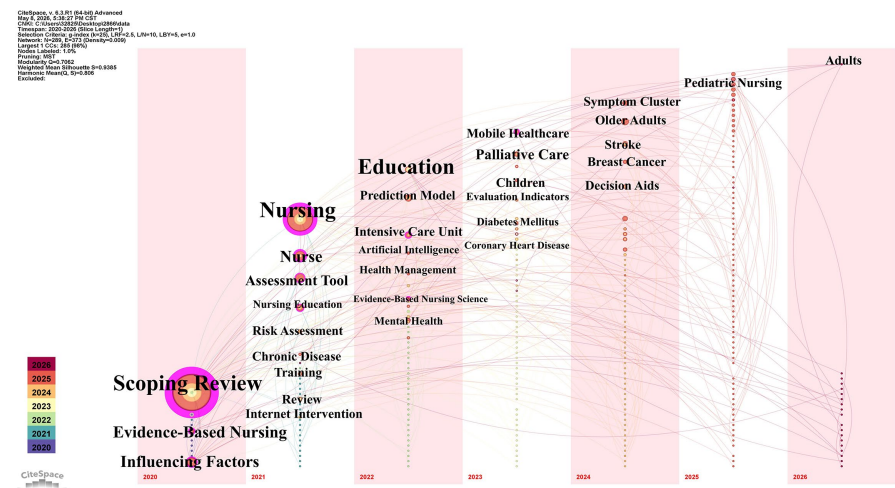 CiteSpace, v. 6.3.R1 (64-bit) Advanced
May 8, 2026, 5:38:27 PM CST
CNKI: C:\Users\32825\Desktop\2866\data
Timespan: 2020-2026 (Slice Length=1)
Selection Criteria: g-index (k=25), LRF=2.5, L/N=10, LBY=5, e=1.0
Network: N=289, E=373 (Density=0.009)
Largest 1 CCs: 285 (98%)
Nodes Labeled: 1.0%
Pruning: MST
Modularity Q=0.7062
Weighted Mean Silhouette S=0.9385
Harmonic Mean(Q, S)=0.806
Excluded:
Adults
Pediatric Nursing
Symptom Cluster
Older Adults
Mobile Healthcare
Stroke
Palliative Care
Breast Cancer
Education
Children
Decision Aids
Prediction Model
Evaluation Indicators
Nursing
Diabetes Mellitus
Intensive Care Unit
Coronary Heart Disease
Artificial Intelligence
Nurse
Health Management
Assessment Tool
Evidence-Based Nursing Science
Nursing Education
Mental Health
Risk Assessment
Chronic Disease
Training
Scoping Review
Review
Internet Intervention
Evidence-Based Nursing
Influencing Factors
2026
2025
2024
2023
2022
2021
2020
CiteSpace
2020 2021 2022 2023 2024 2025 2026